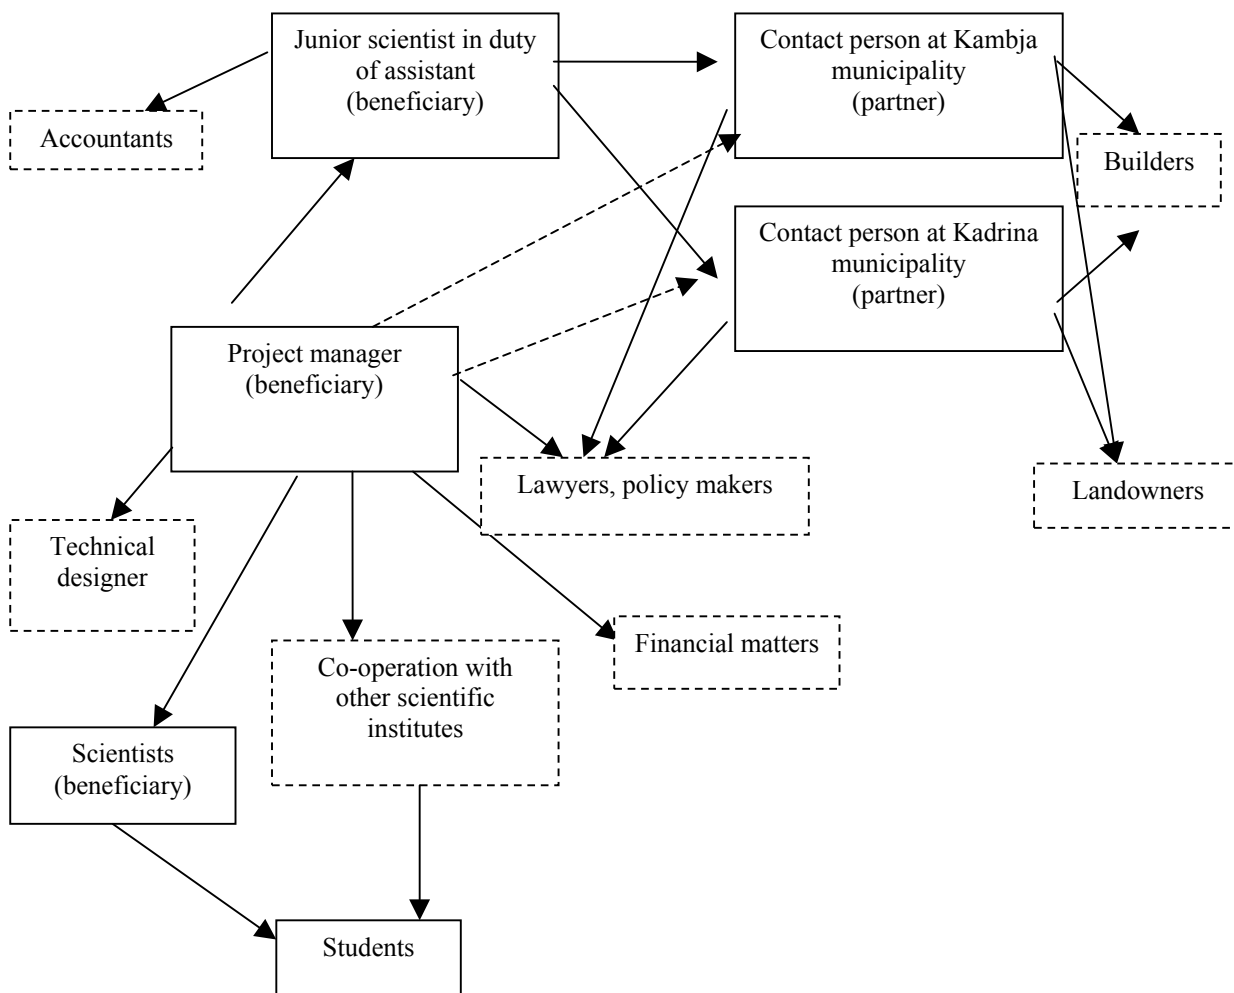 Junior scientist in duty
of assistant
(beneficiary)
Contact person at Kambja
municipality
(partner)
Accountants
Builders
Contact person at Kadrina
municipality
(partner)
Project manager
(beneficiary)
Lawyers, policy makers
Landowners
Technical
designer
Financial matters
Co-operation with
other scientific
institutes
Scientists
(beneficiary)
Students